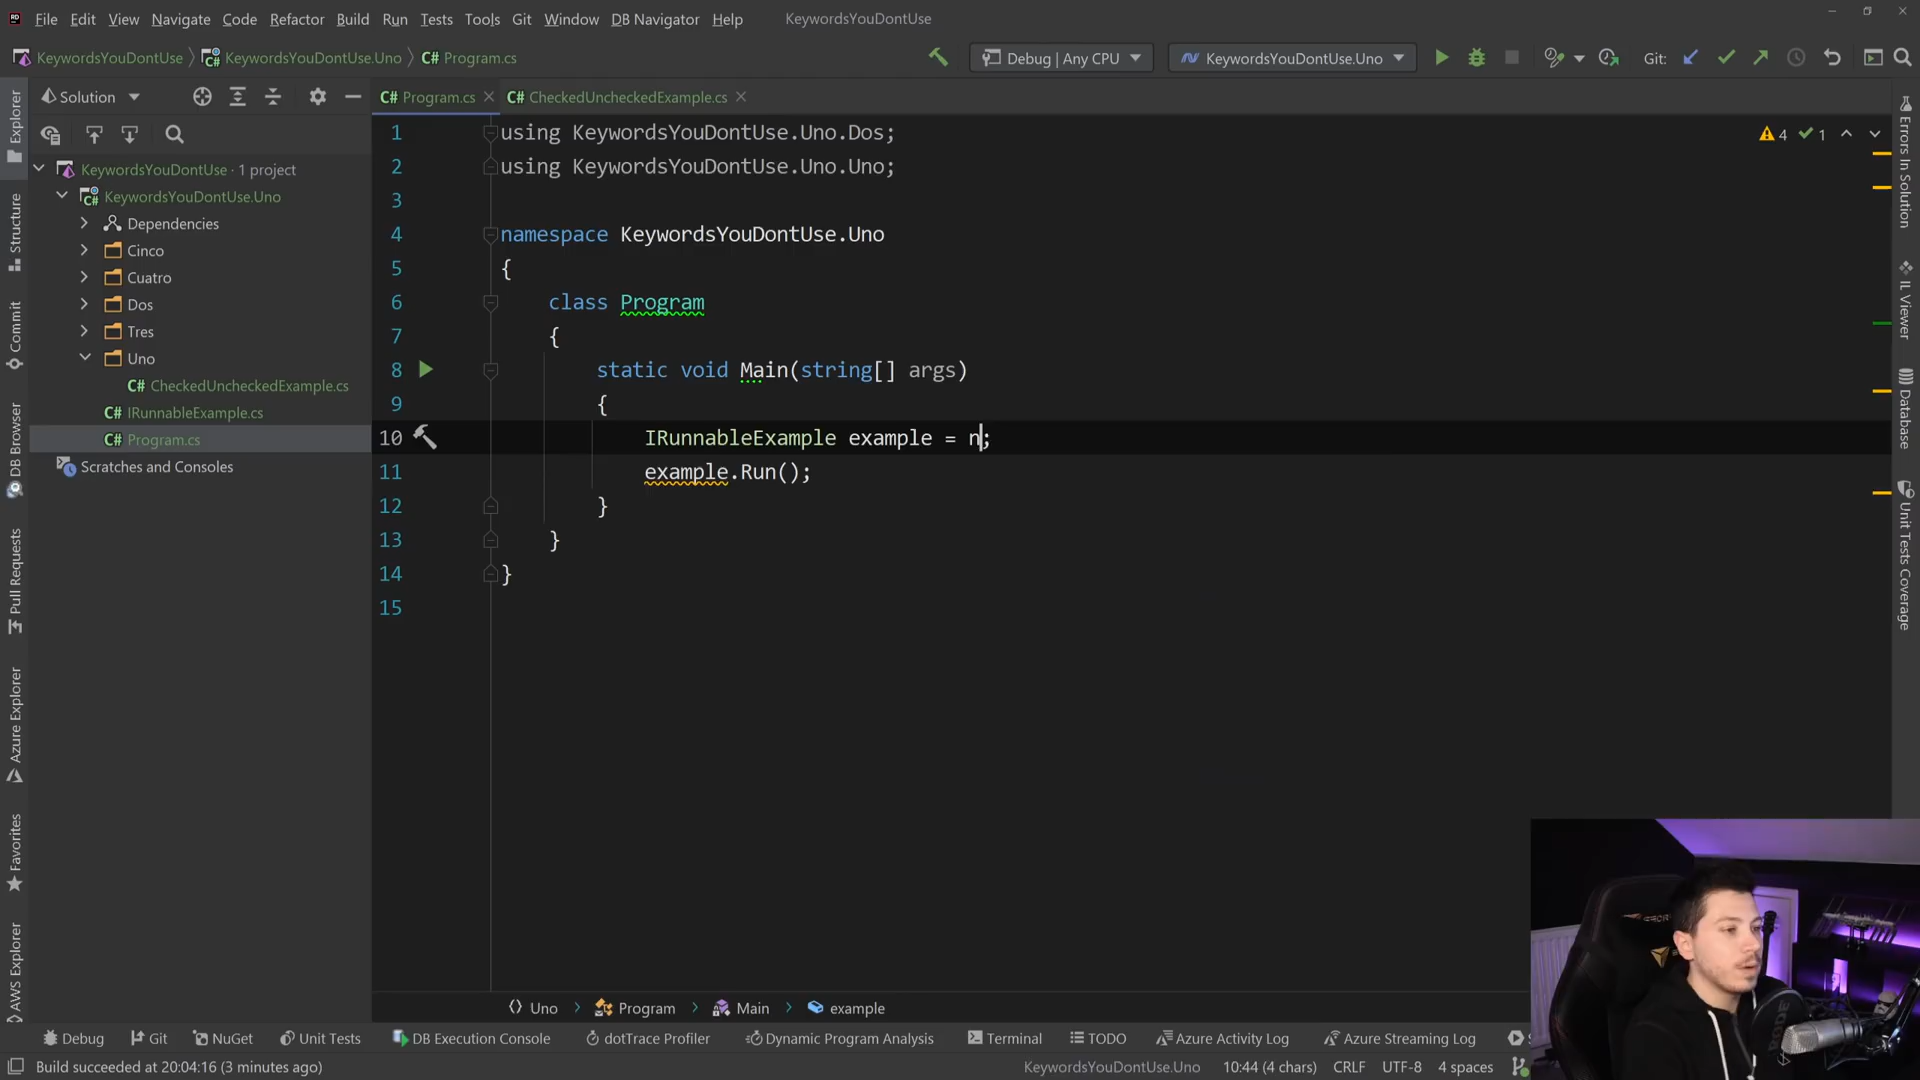 File Edit View Navigate Code Refactor Build Run Tests Tools Git Window DB Navigator Help KeywordsYouDontUse
KeywordsYouDontUse KeywordsYouDontUse.Uno C# Program.cs Debug | Any CPU KeywordsYouDontUse.Uno Git:
Solution
C# Program.cs C# CheckedUncheckedExample.cs
KeywordsYouDontUse · 1 project
KeywordsYouDontUse.Uno
Dependencies
Cinco
Cuatro
Dos
Tres
Uno
C# CheckedUncheckedExample.cs
C# IRunnableExample.cs
C# Program.cs
Scratches and Consoles
1 using KeywordsYouDontUse.Uno.Dos;
2 using KeywordsYouDontUse.Uno.Uno;
3
4 namespace KeywordsYouDontUse.Uno
5 {
6 class Program
7 {
8 static void Main(string[] args)
9 {
10 IRunnableExample example = n;
11 example.Run();
12 }
13 }
14 }
15
4 1
Explorer
Structure
Commit
DB Browser
Pull Requests
Azure Explorer
Favorites
AWS Explorer
Errors In Solution
IL Viewer
Database
Unit Tests Coverage
Uno Program Main example
Debug Git NuGet Unit Tests DB Execution Console dotTrace Profiler Dynamic Program Analysis Terminal TODO Azure Activity Log Azure Streaming Log
Build succeeded at 20:04:16 (3 minutes ago) KeywordsYouDontUse.Uno 10:44 (4 chars) CRLF UTF-8 4 spaces